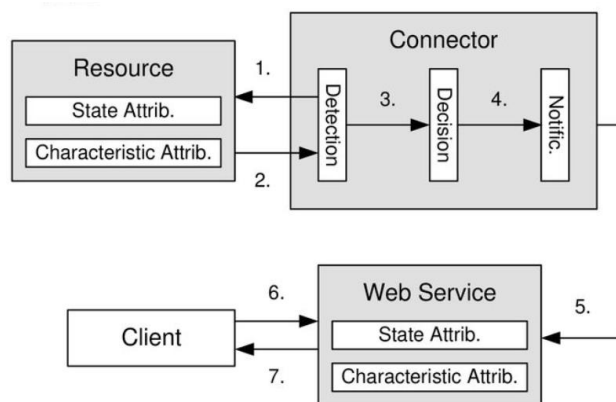 Connector
Resource
1.
State Attrib.
Characteristic Attrib.
2.
Detection
3.
Decision
4.
Notific.
6.
Web Service
5.
Client
State Attrib.
7.
Characteristic Attrib.